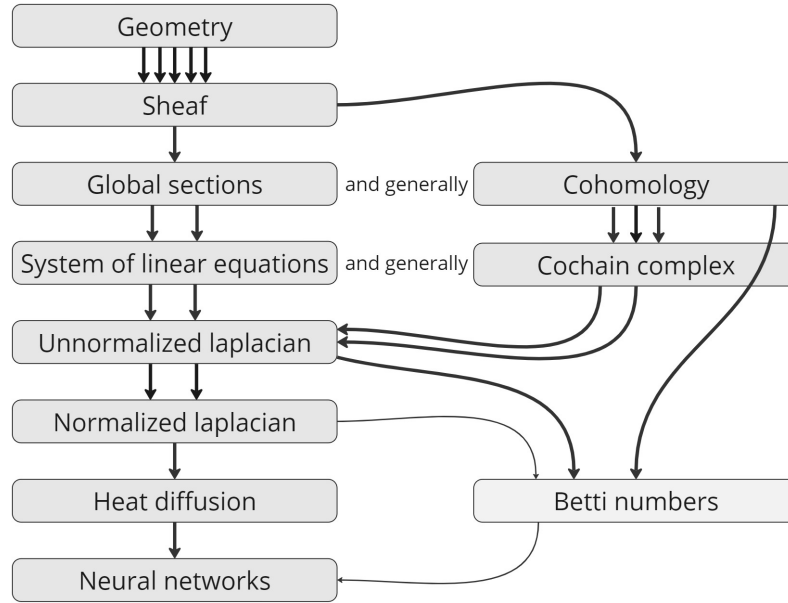 Geometry
Sheaf
Global sections and generally Cohomology
System of linear equations and generally Cochain complex
Unnormalized laplacian
Normalized laplacian
Heat diffusion Betti numbers
Neural networks